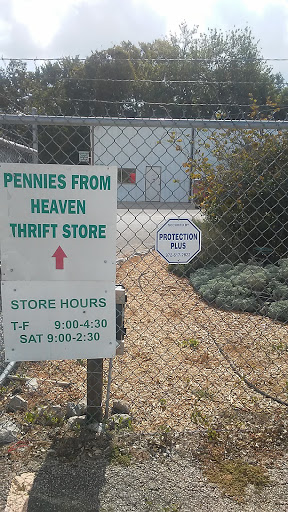 PENNIES FROM
HEAVEN
THRIFT STORE
STORE HOURS
T-F 9:00-4:30
SAT 9:00-2:30
PROTECTION
PLUS